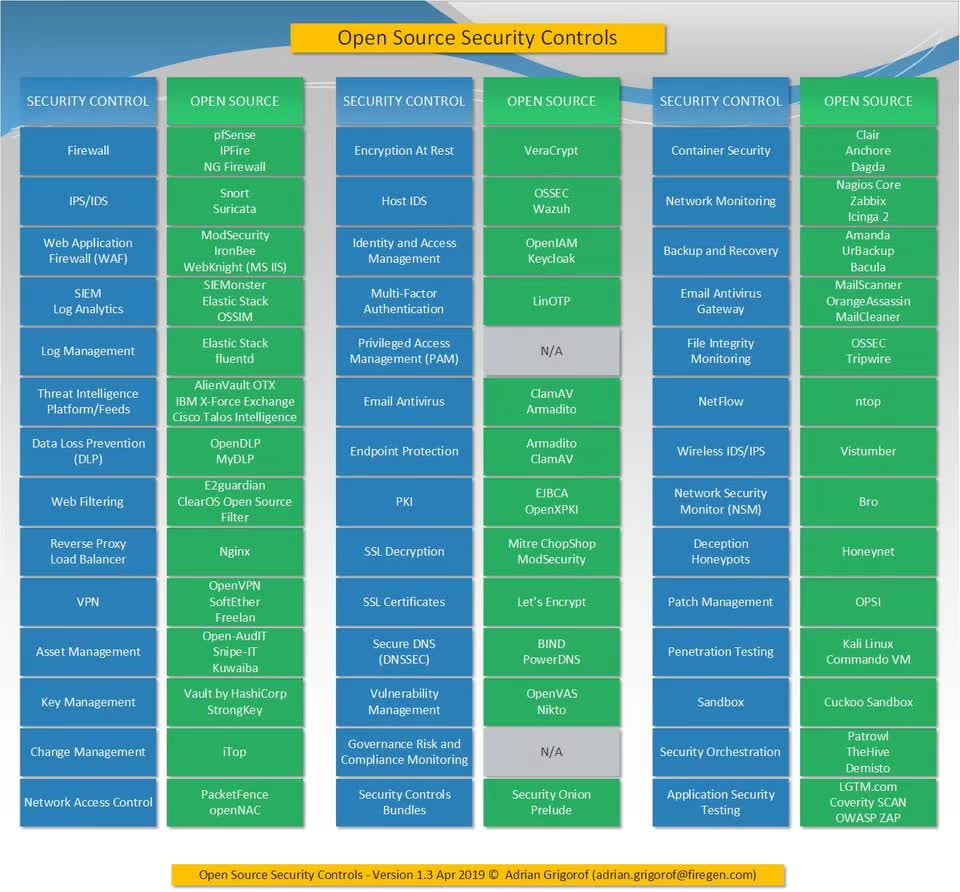 Open Source Security Controls
SECURITY CONTROL
OPEN SOURCE
Firewall
pfSense
IPFire
NG Firewall
IPS/IDS
Snort
Suricata
Web Application
Firewall (WAF)
ModSecurity
IronBee
WebKnight (MS IIS)
SIEM
Log Analytics
SIEMonster
Elastic Stack
OSSIM
Log Management
Elastic Stack
fluentd
Threat Intelligence
Platform/Feeds
AlienVault OTX
IBM X-Force Exchange
Cisco Talos Intelligence
Data Loss Prevention
(DLP)
OpenDLP
MyDLP
Web Filtering
E2guardian
ClearOS Open Source
Filter
Reverse Proxy
Load Balancer
Nginx
VPN
OpenVPN
SoftEther
Freelan
Asset Management
Open-AudIT
Snipe-IT
Kuwaiba
Key Management
Vault by HashiCorp
StrongKey
Change Management
iTop
Network Access Control
PacketFence
openNAC
SECURITY CONTROL
OPEN SOURCE
Encryption At Rest
VeraCrypt
Host IDS
OSSEC
Wazuh
Identity and Access
Management
OpenIAM
Keycloak
Multi-Factor
Authentication
LinOTP
Privileged Access
Management (PAM)
N/A
Email Antivirus
ClamAV
Armadito
Endpoint Protection
Armadito
ClamAV
PKI
EJBCA
OpenXPKI
SSL Decryption
Mitre ChopShop
ModSecurity
SSL Certificates
Let's Encrypt
Secure DNS
(DNSSEC)
BIND
PowerDNS
Vulnerability
Management
OpenVAS
Nikto
Governance Risk and
Compliance Monitoring
N/A
Security Controls
Bundles
Security Onion
Prelude
SECURITY CONTROL
OPEN SOURCE
Container Security
Clair
Anchore
Dagda
Network Monitoring
Nagios Core
Zabbix
Icinga 2
Backup and Recovery
Amanda
UrBackup
Bacula
Email Antivirus
Gateway
MailScanner
OrangeAssassin
MailCleaner
File Integrity
Monitoring
OSSEC
Tripwire
NetFlow
ntop
Wireless IDS/IPS
Vistumber
Network Security
Monitor (NSM)
Bro
Deception
Honeypots
Honeynet
Patch Management
OPSI
Penetration Testing
Kali Linux
Commando VM
Sandbox
Cuckoo Sandbox
Security Orchestration
Patrowl
TheHive
Demisto
Application Security
Testing
LGTM.com
Coverity SCAN
OWASP ZAP
Open Source Security Controls - Version 1.3 Apr 2019 © Adrian Grigorof (adrian.grigorof@firegen.com)